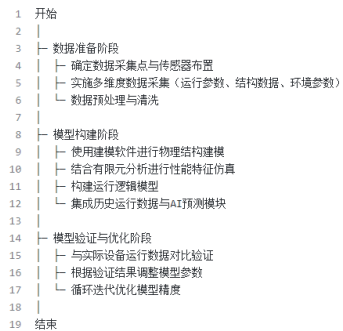 1 开始
2 │
3 ├─ 数据准备阶段
4 │  ├─ 确定数据采集点与传感器布置
5 │  ├─ 实施多维度数据采集（运行参数、结构数据、环境参数）
6 │  └─ 数据预处理与清洗
7 │
8 ├─ 模型构建阶段
9 │  ├─ 使用建模软件进行物理结构建模
10 │  ├─ 结合有限元分析进行性能特征仿真
11 │  ├─ 构建运行逻辑模型
12 │  └─ 集成历史运行数据与AI预测模块
13 │
14 ├─ 模型验证与优化阶段
15 │  ├─ 与实际设备运行数据对比验证
16 │  ├─ 根据验证结果调整模型参数
17 │  └─ 循环迭代优化模型精度
18 │
19 结束